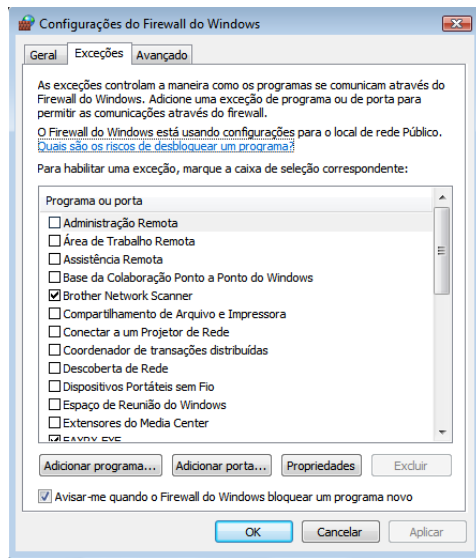 Configurações do Firewall do Windows
Geral Exceções Avançado
As exceções controlam a maneira como os programas se comunicam através do
Firewall do Windows. Adicione uma exceção de programa ou de porta para
permitir as comunicações através do firewall.
O Firewall do Windows está usando configurações para o local de rede Público.
Quais são os riscos de desbloquear um programa?
Para habilitar uma exceção, marque a caixa de seleção correspondente:
Programa ou porta
Administração Remota
Área de Trabalho Remota
Assistência Remota
Base da Colaboração Ponto a Ponto do Windows
Brother Network Scanner
Compartilhamento de Arquivo e Impressora
Conectar a um Projetor de Rede
Coordenador de transações distribuídas
Descoberta de Rede
Dispositivos Portáteis sem Fio
Espaço de Reunião do Windows
Extensores do Media Center
FAXRX.EXE
Adicionar programa... Adicionar porta... Propriedades Excluir
Avisar-me quando o Firewall do Windows bloquear um programa novo
OK Cancelar Aplicar